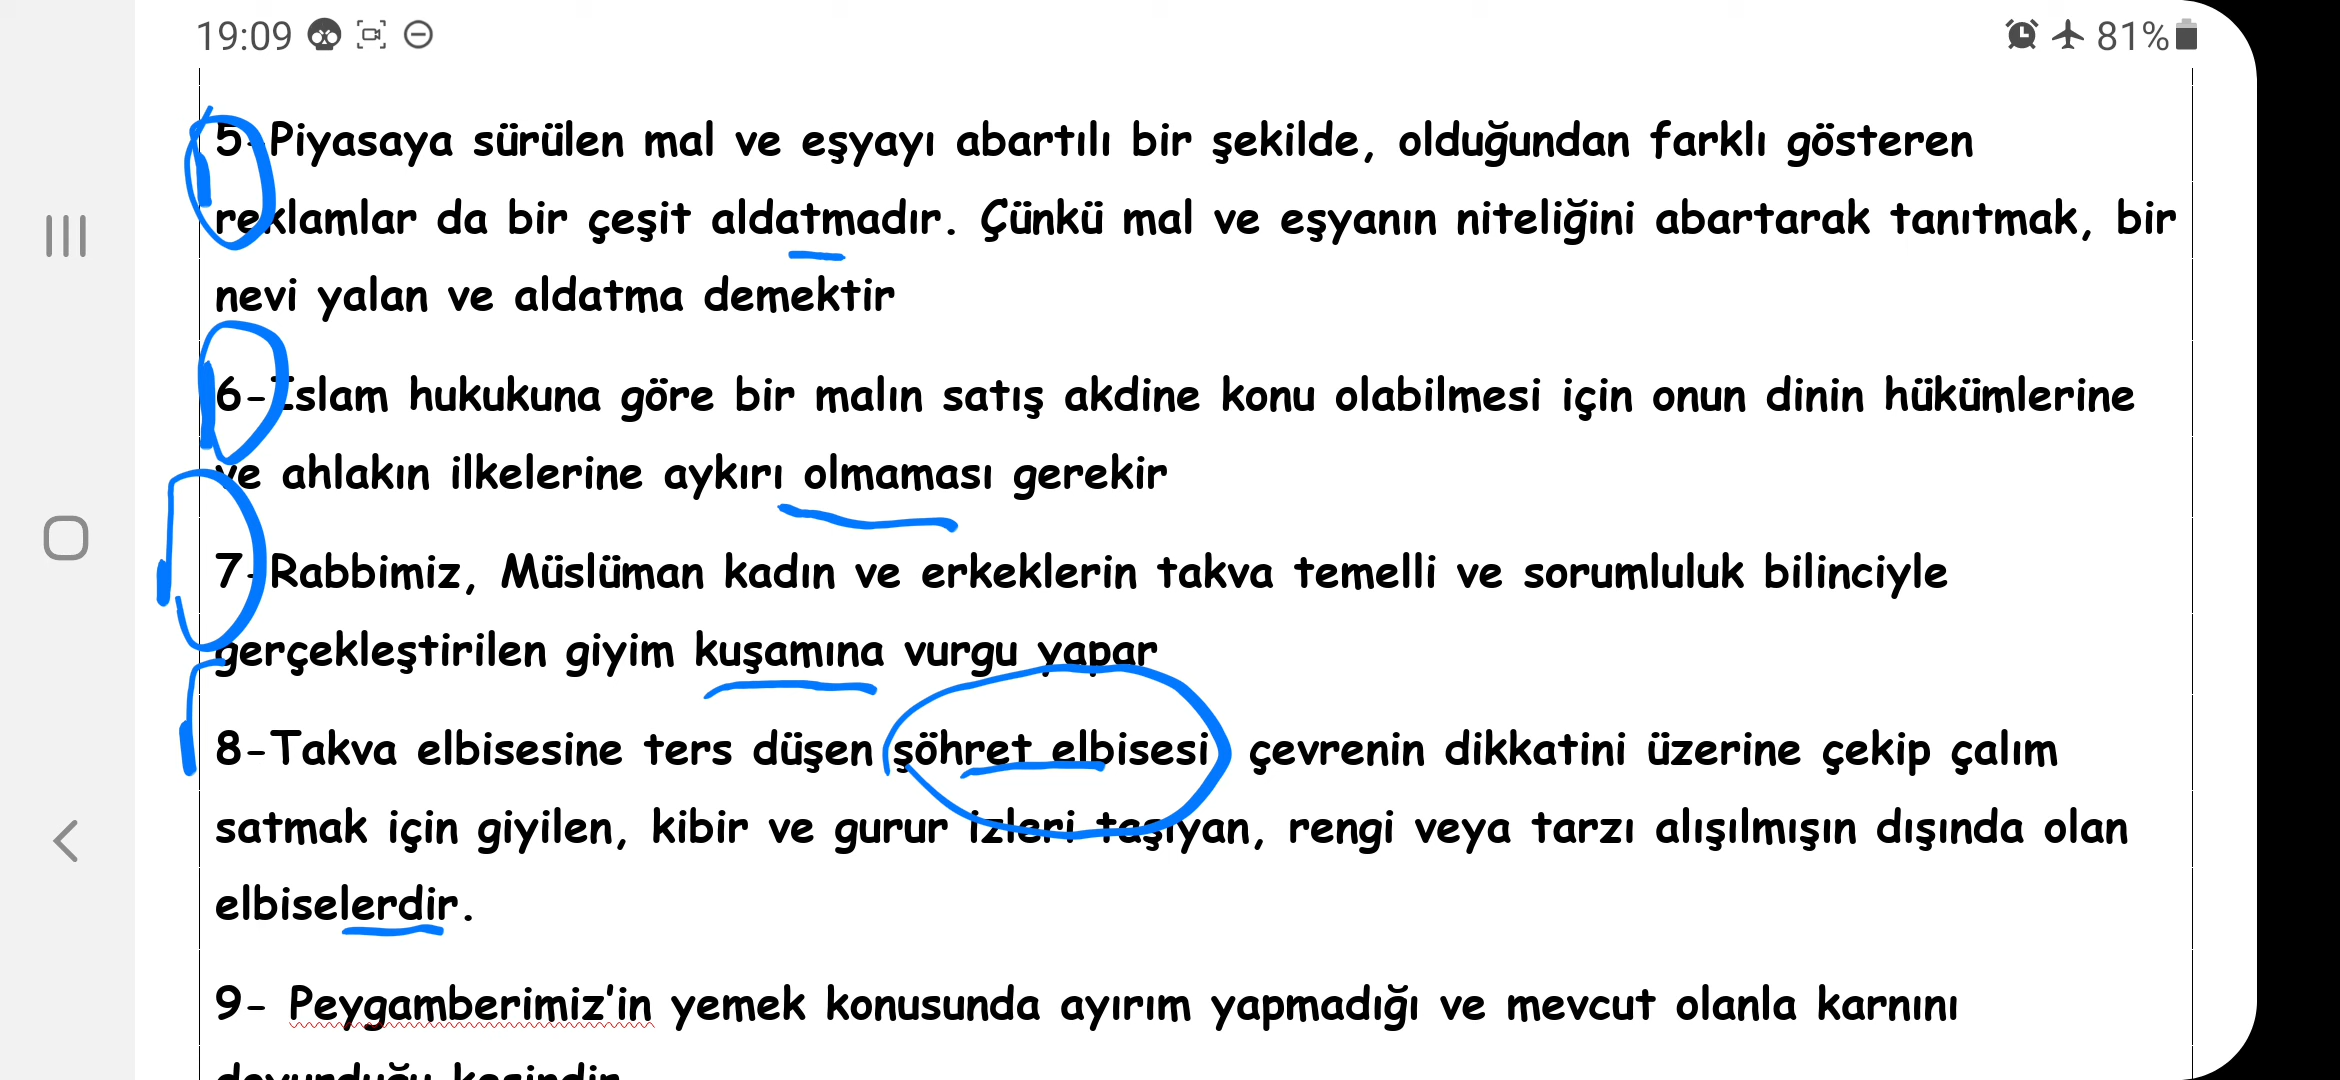 19:09
81%
5-Piyasaya sürülen mal ve eşyayı abartılı bir şekilde, olduğundan farklı gösteren
reklamlar da bir çeşit aldatmadır. Çünkü mal ve eşyanın niteliğini abartarak tanıtmak, bir
nevi yalan ve aldatma demektir
6-İslam hukukuna göre bir malın satış akdine konu olabilmesi için onun dinin hükümlerine
ve ahlakın ilkelerine aykırı olmaması gerekir
7-Rabbimiz, Müslüman kadın ve erkeklerin takva temelli ve sorumluluk bilinciyle
gerçekleştirilen giyim kuşamına vurgu yapar
8-Takva elbisesine ters düşen şöhret elbisesi çevrenin dikkatini üzerine çekip çalım
satmak için giyilen, kibir ve gurur izleri taşıyan, rengi veya tarzı alışılmışın dışında olan
elbiselerdir.
9- Peygamberimiz'in yemek konusunda ayırım yapmadığı ve mevcut olanla karnını
doyurduğu kesindir